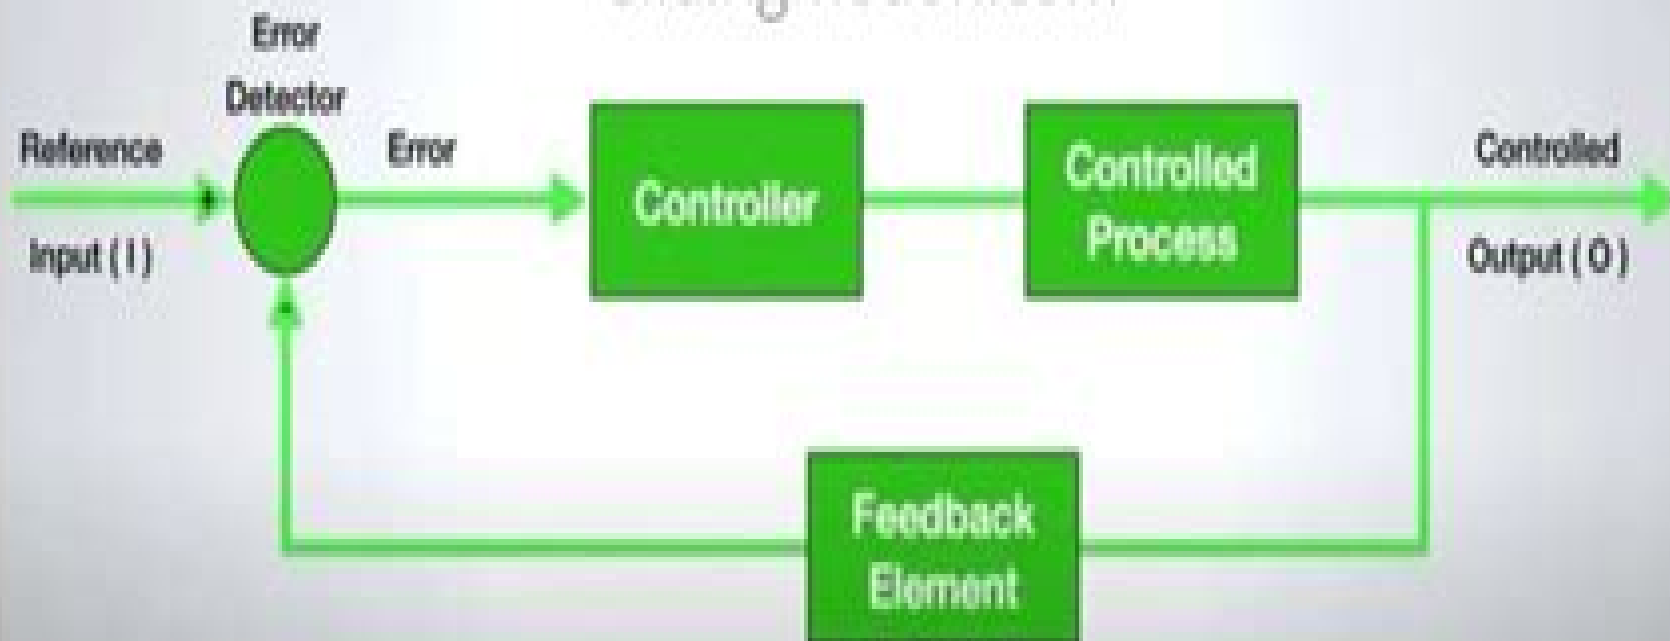 Error
Detector
Reference
Input ( I )
Error
Controller
Controlled
Process
Controlled
Output ( O )
Feedback
Element